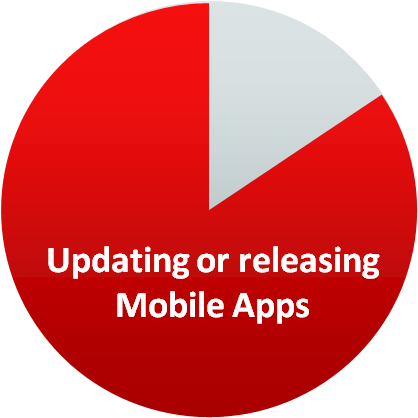 Updating or releasing
Mobile Apps